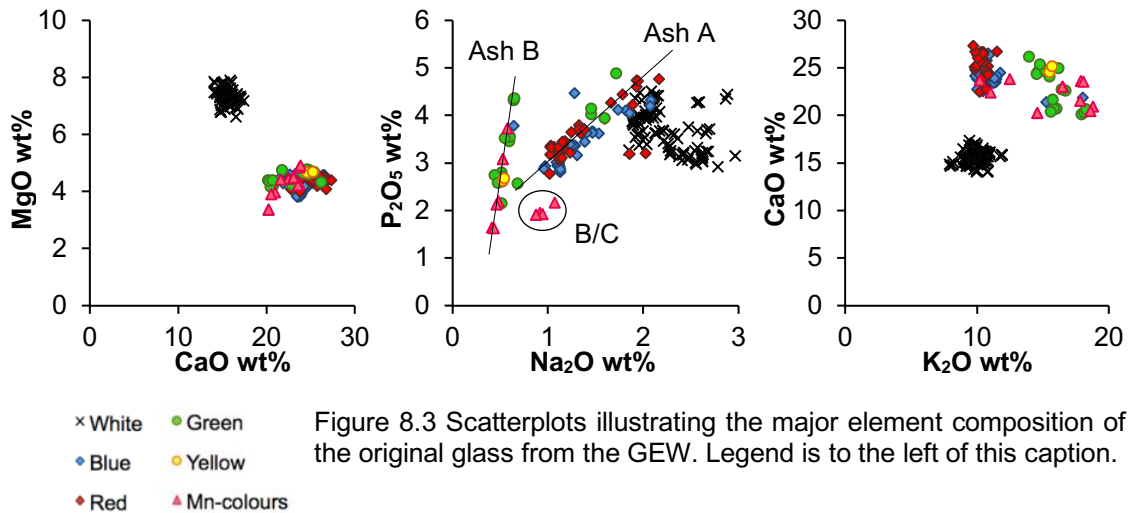 MgO wt%
10
8
6
4
2
0
0 10 20 30
CaO wt%
P₂O₅ wt%
6
5
4
3
2
1
0
Ash B
Ash A
B/C
0 1 2 3
Na₂O wt%
CaO wt%
30
25
20
15
10
5
0
0 10 20
K₂O wt%
White Green
Blue Yellow
Red Mn-colours
Figure 8.3 Scatterplots illustrating the major element composition of
the original glass from the GEW. Legend is to the left of this caption.